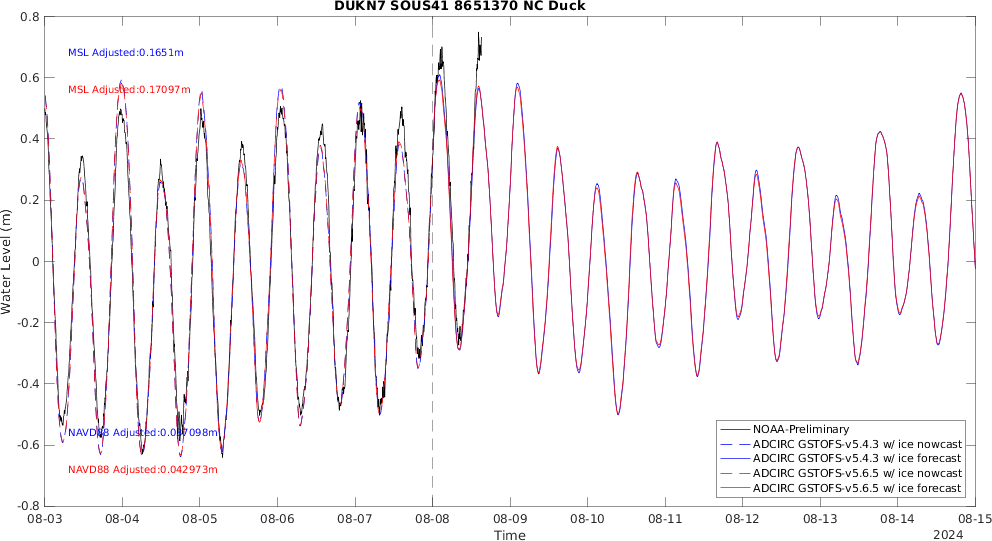 DUKN7 SOUS41 8651370 NC Duck
0.8
0.6
0.4
0.2
0
-0.2
-0.4
-0.6
-0.8
Water Level (m)
MSL Adjusted:0.1651m
MSL Adjusted:0.17097m
NAVD88 Adjusted:0.037098m
NAVD88 Adjusted:0.042973m
NOAA-Preliminary
ADCIRC GSTOFS-v5.4.3 w/ ice nowcast
ADCIRC GSTOFS-v5.4.3 w/ ice forecast
ADCIRC GSTOFS-v5.6.5 w/ ice nowcast
ADCIRC GSTOFS-v5.6.5 w/ ice forecast
08-03 08-04 08-05 08-06 08-07 08-08 08-09 08-10 08-11 08-12 08-13 08-14 08-15
Time
2024